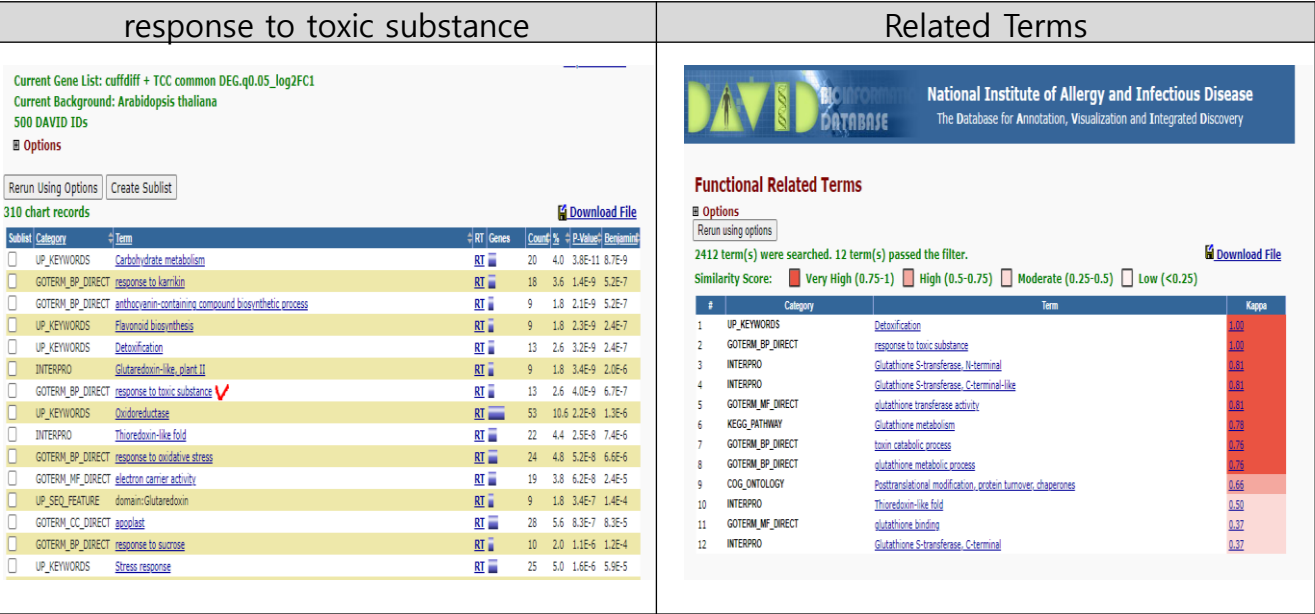 response to toxic substance
Related Terms
Current Gene List: cuffdiff + TCC common DEG.q0.05_log2FC1
Current Background: Arabidopsis thaliana
500 DAVID IDs
Options
Rerun Using Options Create Sublist
310 chart records Download File
Sublist Category Term RT Genes Count % P-Value Benjamini
UP_KEYWORDS Carbohydrate metabolism RT 20 4.0 3.8E-11 8.7E-9
GOTERM_BP_DIRECT response to karrikin RT 18 3.6 1.4E-9 5.2E-7
GOTERM_BP_DIRECT anthocyanin-containing compound biosynthetic process RT 9 1.8 2.1E-9 5.2E-7
UP_KEYWORDS Flavonoid biosynthesis RT 9 1.8 2.3E-9 2.4E-7
UP_KEYWORDS Detoxification RT 13 2.6 3.2E-9 2.4E-7
INTERPRO Glutaredoxin-like, plant II RT 9 1.8 3.4E-9 2.0E-6
GOTERM_BP_DIRECT response to toxic substance RT 13 2.6 4.0E-9 6.7E-7
UP_KEYWORDS Oxidoreductase RT 53 10.6 2.2E-8 1.3E-6
INTERPRO Thioredoxin-like fold RT 22 4.4 2.5E-8 7.4E-6
GOTERM_BP_DIRECT response to oxidative stress RT 24 4.8 5.2E-8 6.6E-6
GOTERM_MF_DIRECT electron carrier activity RT 19 3.8 6.2E-8 2.4E-5
UP_SEQ_FEATURE domain:Glutaredoxin RT 9 1.8 3.4E-7 1.4E-4
GOTERM_CC_DIRECT apoplast RT 28 5.6 8.3E-7 8.3E-5
GOTERM_BP_DIRECT response to sucrose RT 10 2.0 1.1E-6 1.2E-4
UP_KEYWORDS Stress response RT 25 5.0 1.6E-6 5.9E-5
DAVID BIOINFORMATICS DATABASE
National Institute of Allergy and Infectious Disease
The Database for Annotation, Visualization and Integrated Discovery
Functional Related Terms
Options
Rerun using options
2412 term(s) were searched. 12 term(s) passed the filter. Download File
Similarity Score: Very High (0.75-1) High (0.5-0.75) Moderate (0.25-0.5) Low (<0.25)
# Category Term Kappa
1 UP_KEYWORDS Detoxification 1.00
2 GOTERM_BP_DIRECT response to toxic substance 1.00
3 INTERPRO Glutathione S-transferase, N-terminal 0.81
4 INTERPRO Glutathione S-transferase, C-terminal-like 0.81
5 GOTERM_MF_DIRECT glutathione transferase activity 0.81
6 KEGG_PATHWAY Glutathione metabolism 0.78
7 GOTERM_BP_DIRECT toxin catabolic process 0.76
8 GOTERM_BP_DIRECT glutathione metabolic process 0.76
9 COG_ONTOLOGY Posttranslational modification, protein turnover, chaperones 0.66
10 INTERPRO Thioredoxin-like fold 0.50
11 GOTERM_MF_DIRECT glutathione binding 0.37
12 INTERPRO Glutathione S-transferase, C-terminal 0.37